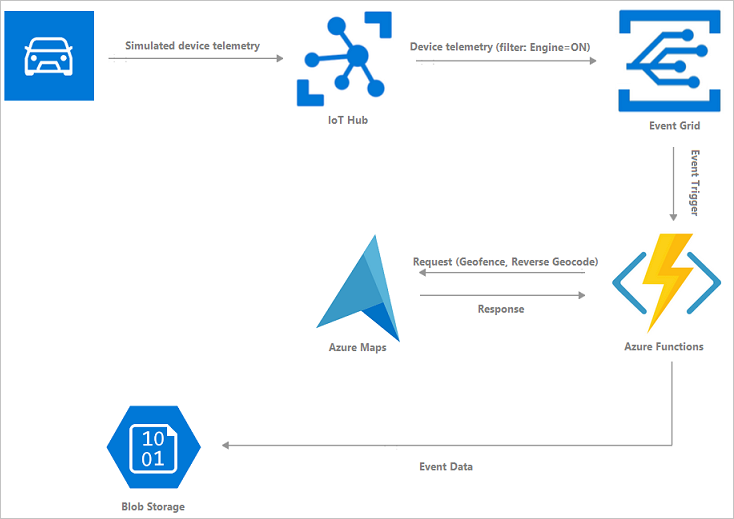 Simulated device telemetry
Device telemetry (filter: Engine=ON)
IoT Hub
Event Grid
Event Trigger
Request (Geofence, Reverse Geocode)
Response
Azure Maps
Azure Functions
10
01
Event Data
Blob Storage